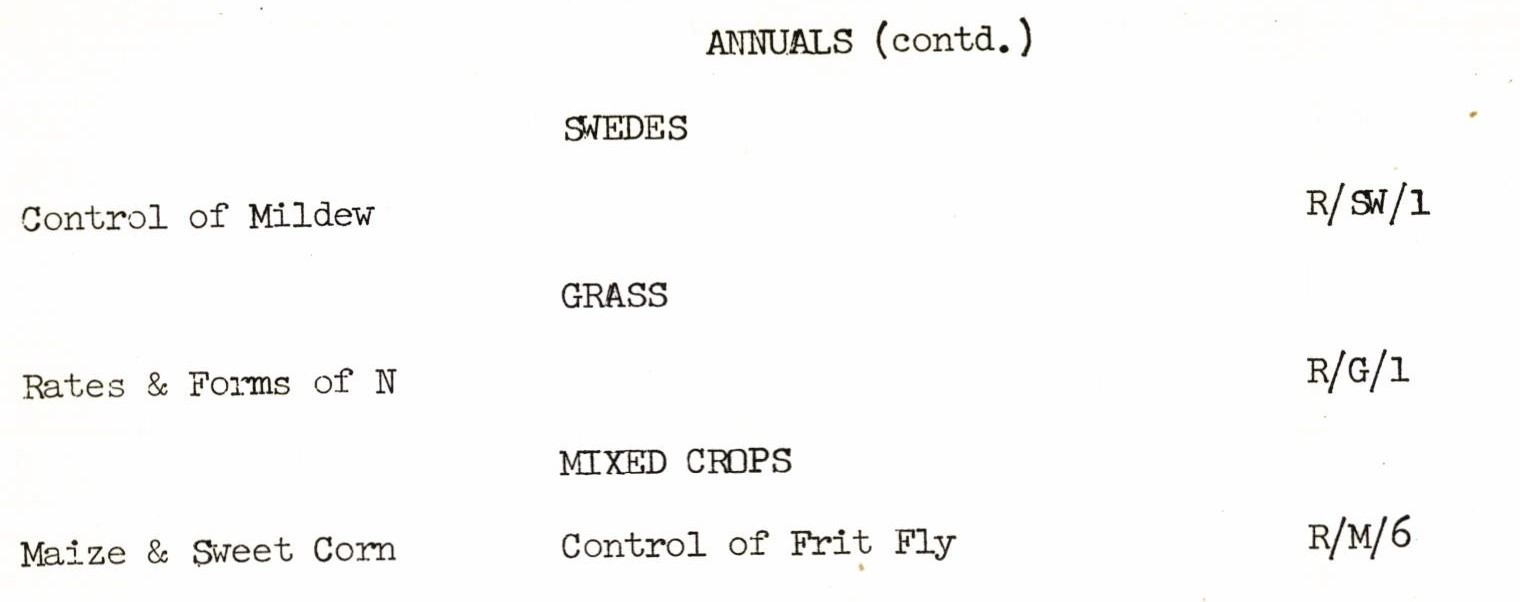 ANNUALS (contd.)
SWEDES
Control of Mildew R/SW/1
GRASS
Rates & Forms of N R/G/1
MIXED CROPS
Maize & Sweet Corn Control of Frit Fly R/M/6